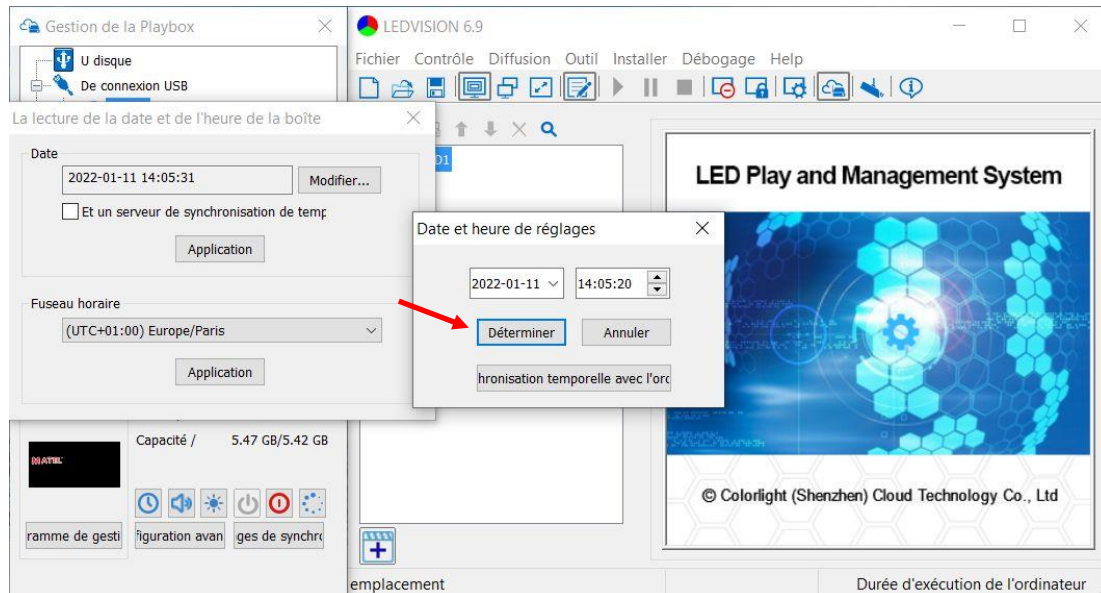 Gestion de la Playbox
U disque
De connexion USB
La lecture de la date et de l'heure de la boîte
Date
2022-01-11 14:05:31
Modifier...
Et un serveur de synchronisation de temp
Application
Fuseau horaire
(UTC+01:00) Europe/Paris
Application
Capacité / 5.47 GB/5.42 GB
MATEL
ramme de gesti
figuration avan
ges de synchro
LEDVISION 6.9
Fichier Contrôle Diffusion Outil Installer Débogage Help
D1
Date et heure de réglages
2022-01-11
14:05:20
Déterminer
Annuler
hronisation temporelle avec l'orc
LED Play and Management System
© Colorlight (Shenzhen) Cloud Technology Co., Ltd
emplacement
Durée d'exécution de l'ordinateur